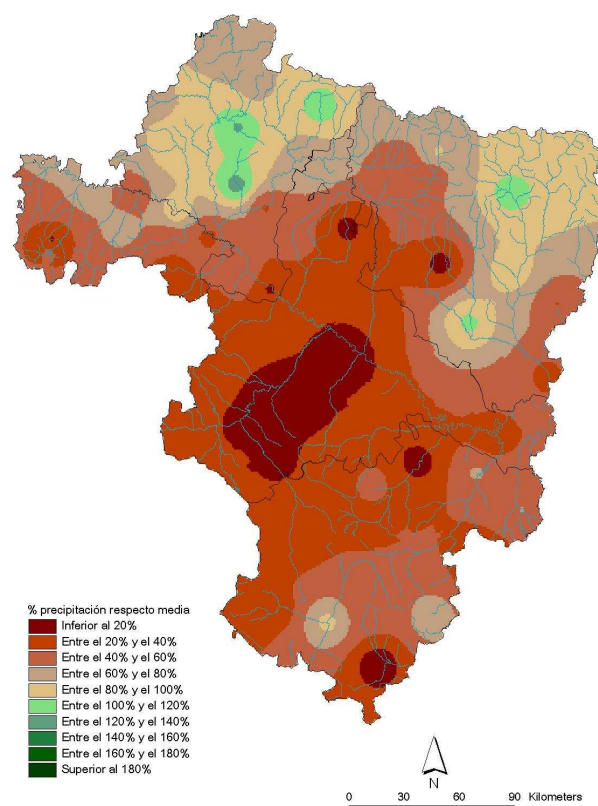 % precipitación respecto media
Inferior al 20%
Entre el 20% y el 40%
Entre el 40% y el 60%
Entre el 60% y el 80%
Entre el 80% y el 100%
Entre el 100% y el 120%
Entre el 120% y el 140%
Entre el 140% y el 160%
Entre el 160% y el 180%
Superior al 180%
N
0 30 60 90 Kilometers